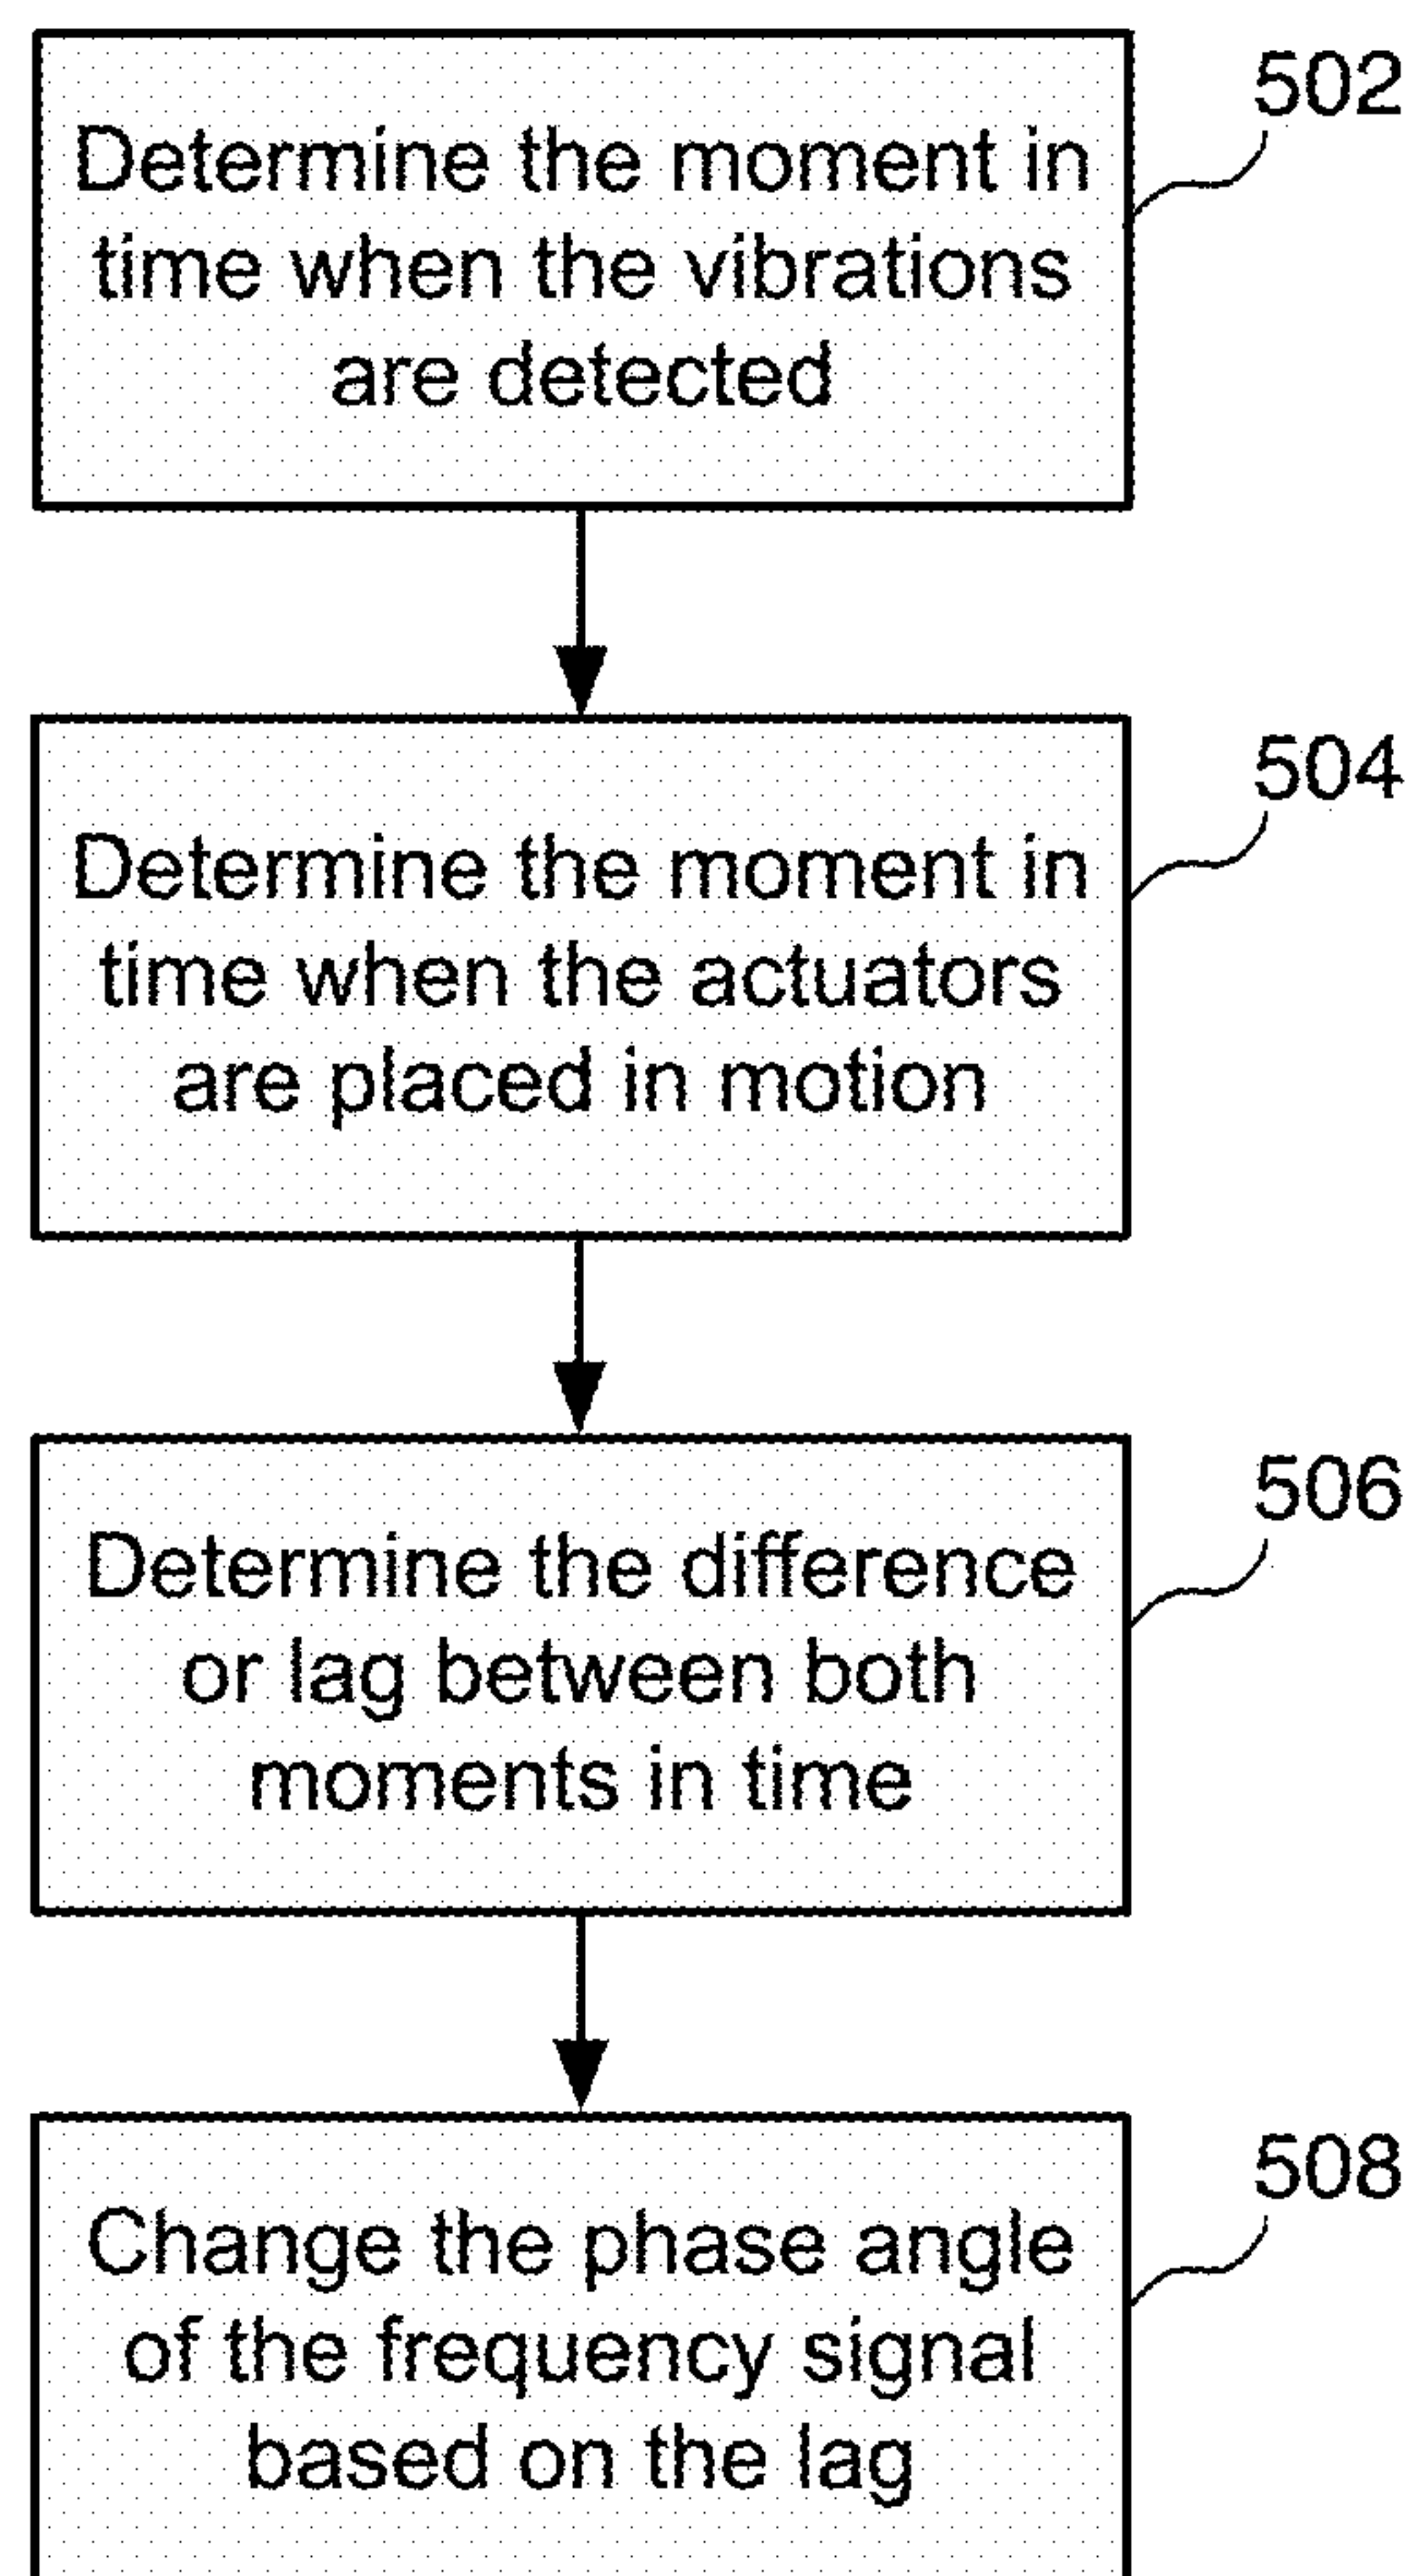 Determine the moment in
time when the vibrations
are detected
502
Determine the moment in
time when the actuators
are placed in motion
504
Determine the difference
or lag between both
moments in time
506
Change the phase angle
of the frequency signal
based on the lag
508